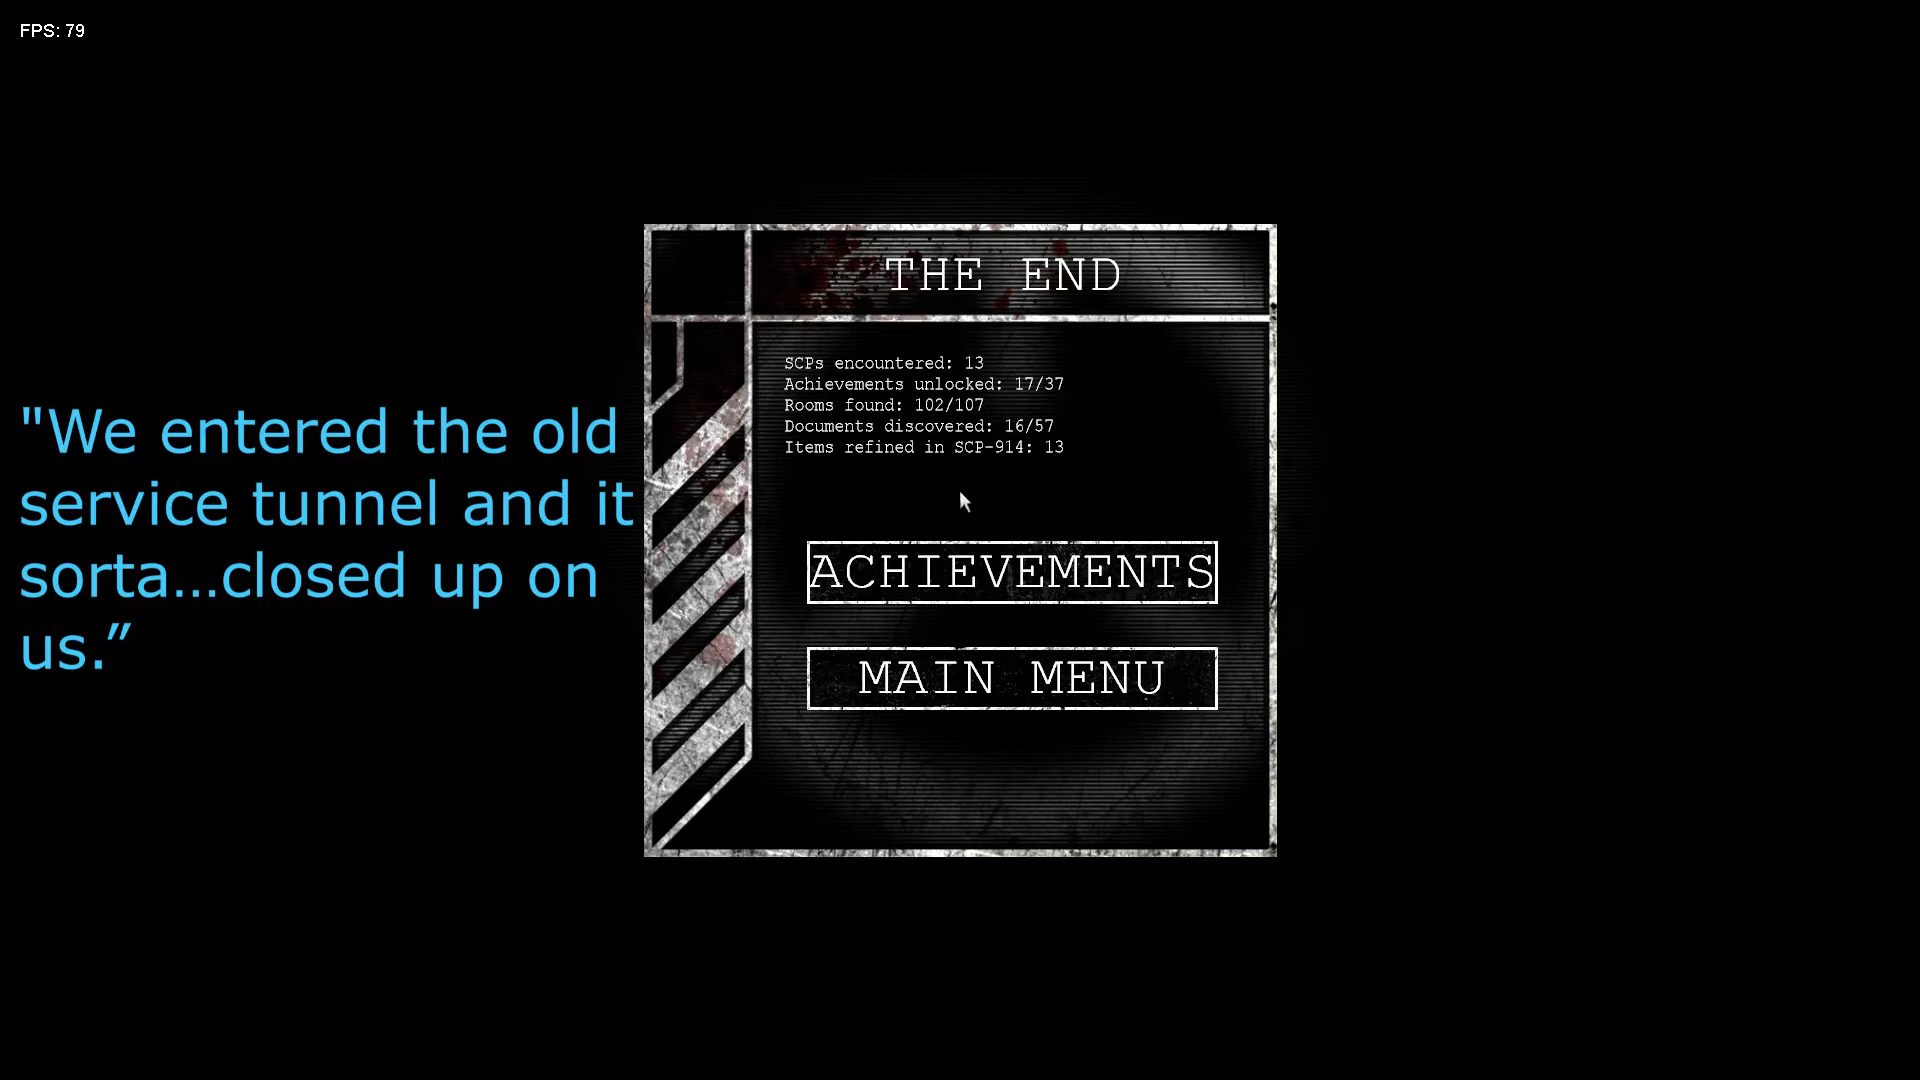 FPS: 79
THE END
SCPs encountered: 13
Achievements unlocked: 17/37
Rooms found: 102/107
Documents discovered: 16/57
Items refined in SCP-914: 13
"We entered the old
service tunnel and it
sorta...closed up on
us.”
ACHIEVEMENTS
MAIN MENU